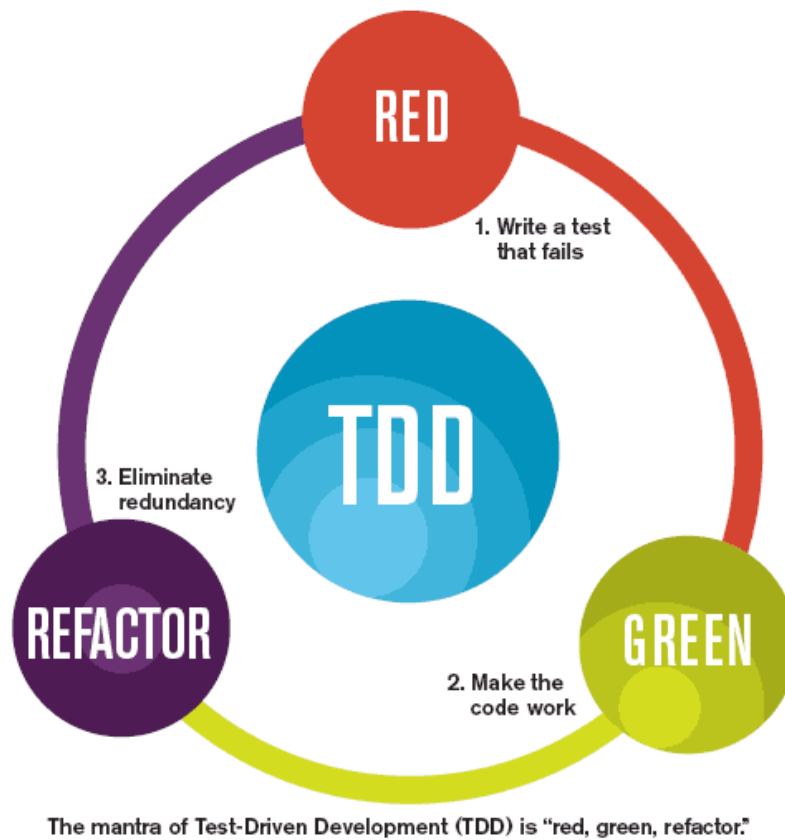 RED
1. Write a test
that fails
TDD
3. Eliminate
redundancy
REFACTOR
GREEN
2. Make the
code work
The mantra of Test-Driven Development (TDD) is “red, green, refactor.”